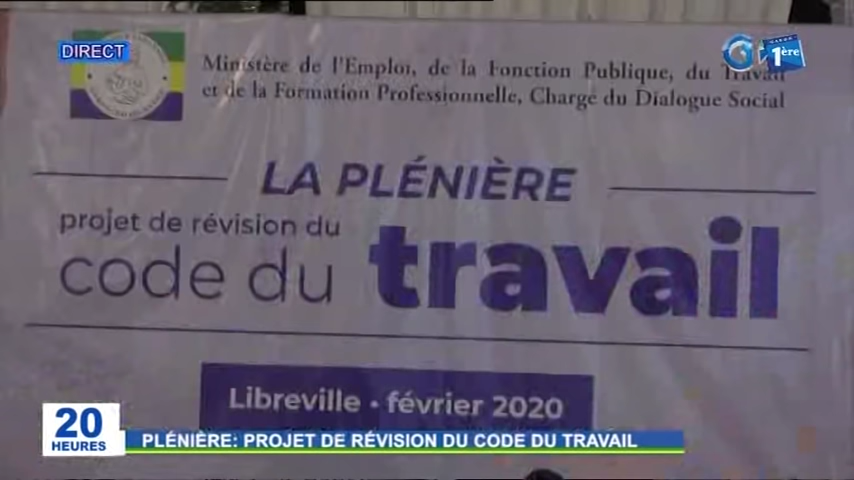 DIRECT
1ère
Ministère de l'Emploi, de la Fonction Publique, du Travail
et de la Formation Professionnelle, Chargé du Dialogue Social
LA PLÉNIÈRE
projet de révision du
code du travail
Libreville • février 2020
20
HEURES
PLÉNIÈRE: PROJET DE RÉVISION DU CODE DU TRAVAIL